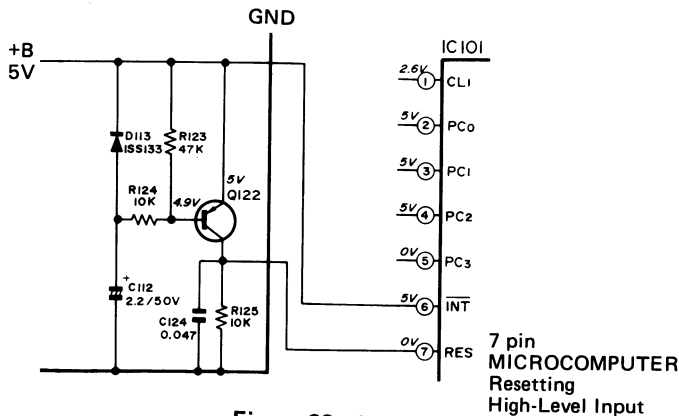 GND
+B
5V
IC101
2.6V 1 CL1
5V 2 PC0
5V 3 PC1
5V 4 PC2
0V 5 PC3
5V 6 INT
0V 7 RES
D113
1SS133
R123
47K
R124
10K
4.9V
5V
Q122
+
C112
2.2/50V
C124
0.047
R125
10K
7 pin
MICROCOMPUTER
Resetting
High-Level Input